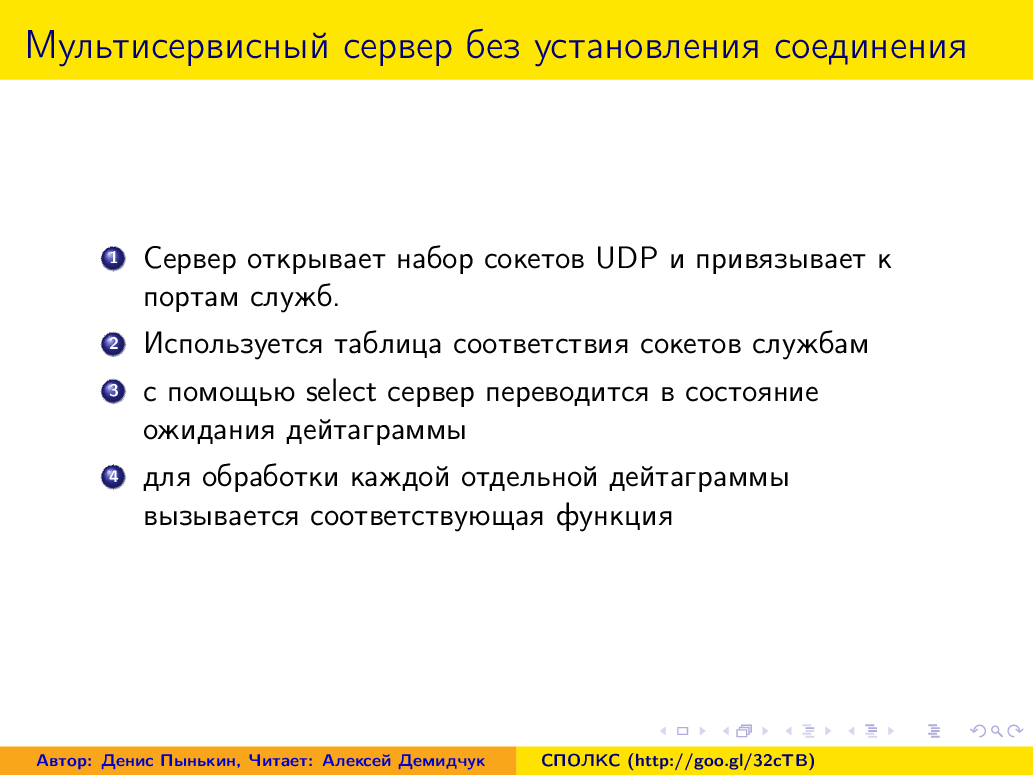 Мультисервисный сервер без установления соединения
1 Сервер открывает набор сокетов UDP и привязывает к
портам служб.
2 Используется таблица соответствия сокетов службам
3 с помощью select сервер переводится в состояние
ожидания дейтаграммы
4 для обработки каждой отдельной дейтаграммы
вызывается соответствующая функция
Автор: Денис Пынькин, Читает: Алексей Демидчук
СПОЛКС (http://goo.gl/32cTB)